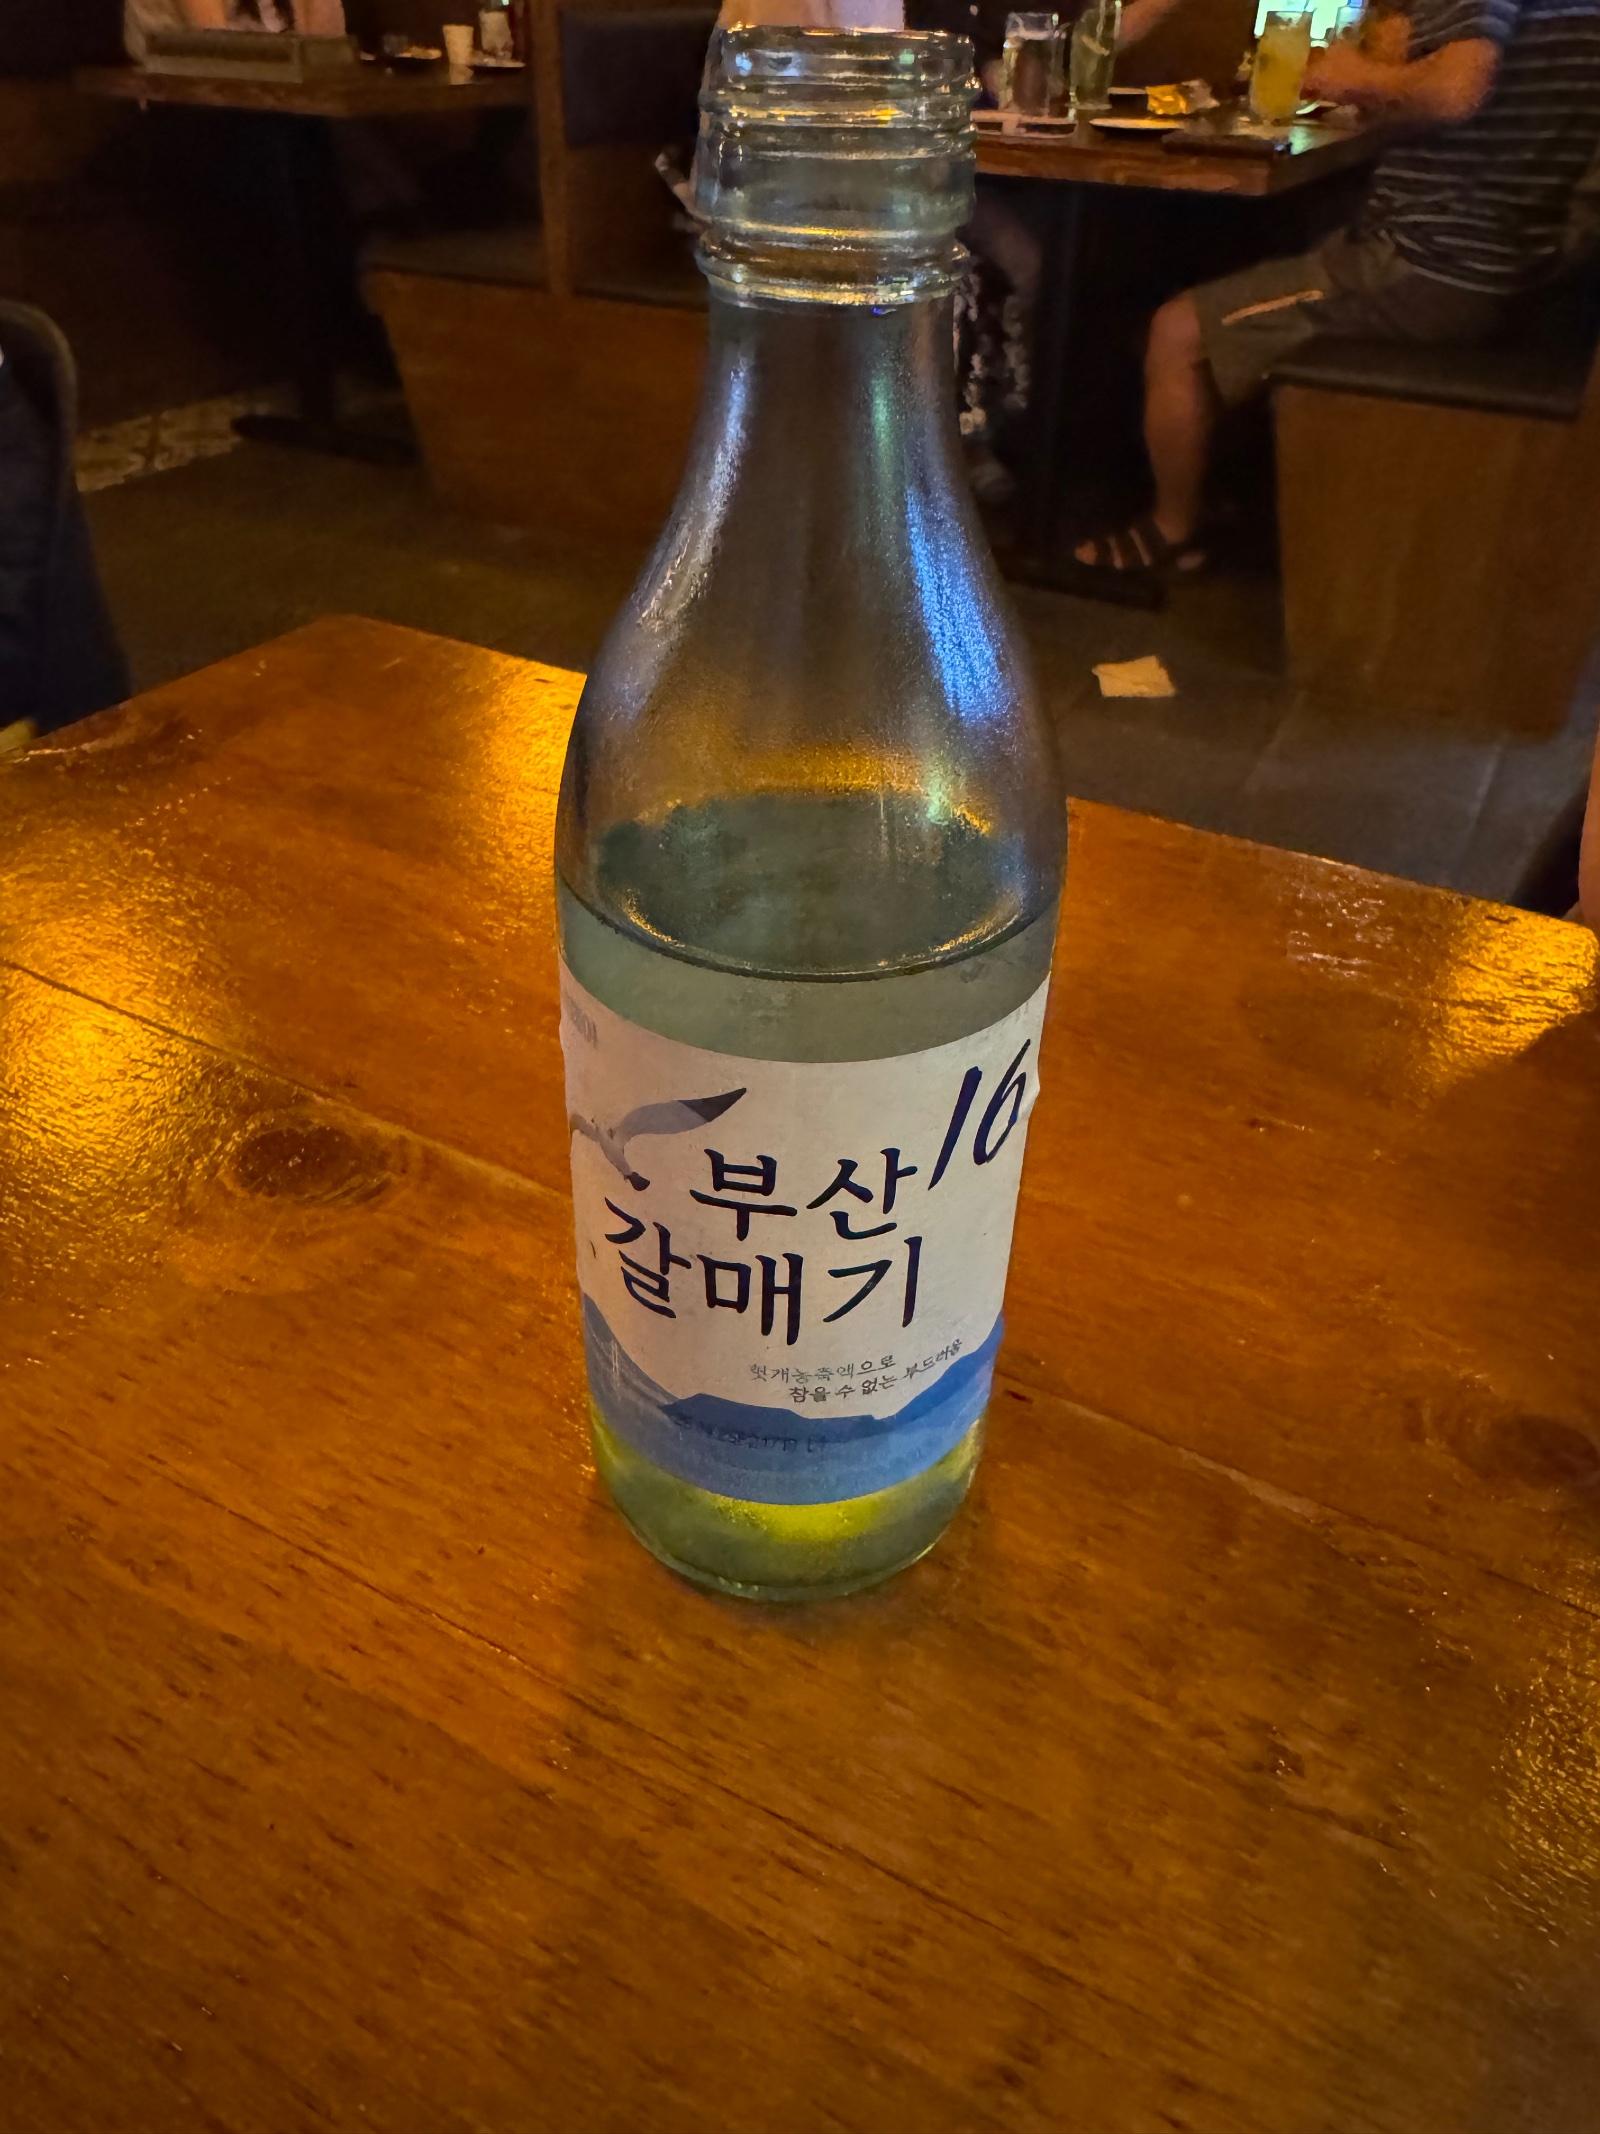 16
부산
갈매기
헛개농축액으로
참을 수 없는 부드러움